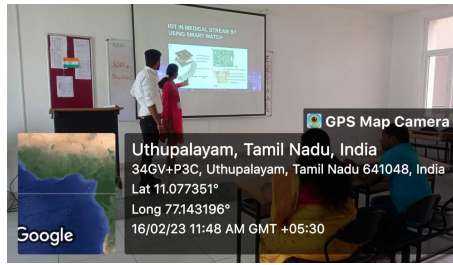 IOT IN MEDICAL STREAM BY
USING SMART WATCH
GPS Map Camera
Uthupalayam, Tamil Nadu, India
34GV+P3C, Uthupalayam, Tamil Nadu 641048, India
Lat 11.077351°
Long 77.143196°
16/02/23 11:48 AM GMT +05:30
Google